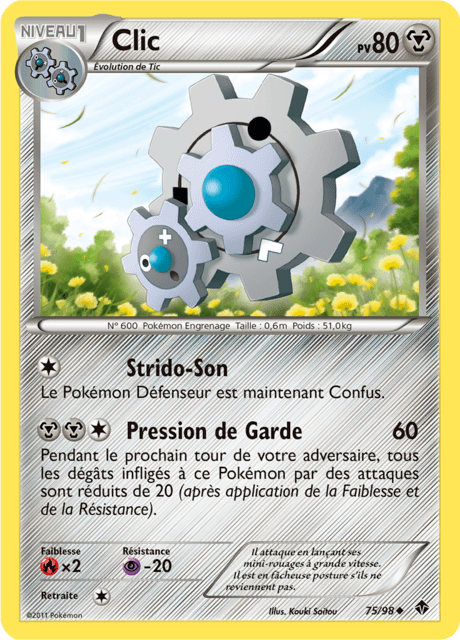 NIVEAU 1
Clic
PV 80
Évolution de Tic
N° 600 Pokémon Engrenage Taille : 0,6m Poids : 51,0kg
Strido-Son
Le Pokémon Défenseur est maintenant Confus.
Pression de Garde 60
Pendant le prochain tour de votre adversaire, tous
les dégâts infligés à ce Pokémon par des attaques
sont réduits de 20 (après application de la Faiblesse et
de la Résistance).
Faiblesse
×2
Résistance
-20
Retraite
Il attaque en lançant ses
mini-rouages à grande vitesse.
Il est en fâcheuse posture s'ils ne
reviennent pas.
©2011 Pokémon
Illus. Kouki Saitou
75/98